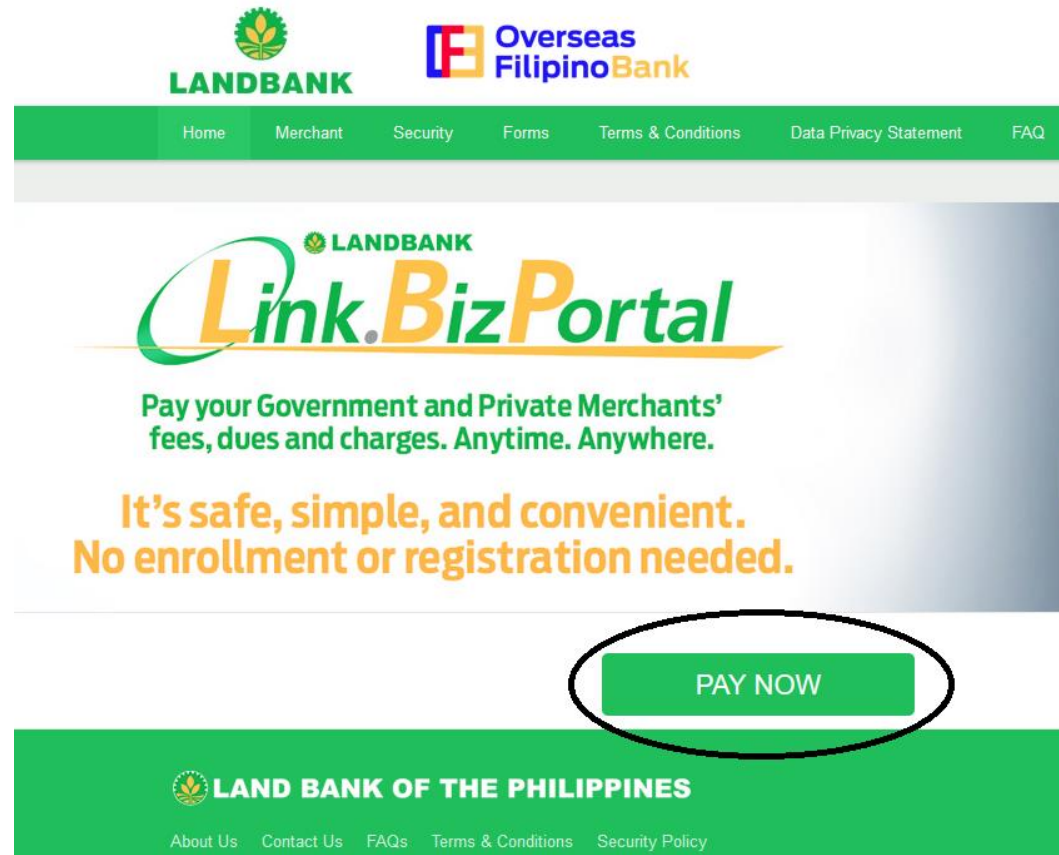 LANDBANK
Overseas
FilipinoBank
Home Merchant Security Forms Terms & Conditions Data Privacy Statement FAQ
LANDBANK
Link.BizPortal
Pay your Government and Private Merchants'
fees, dues and charges. Anytime. Anywhere.
It's safe, simple, and convenient.
No enrollment or registration needed.
PAY NOW
LAND BANK OF THE PHILIPPINES
About Us Contact Us FAQs Terms & Conditions Security Policy